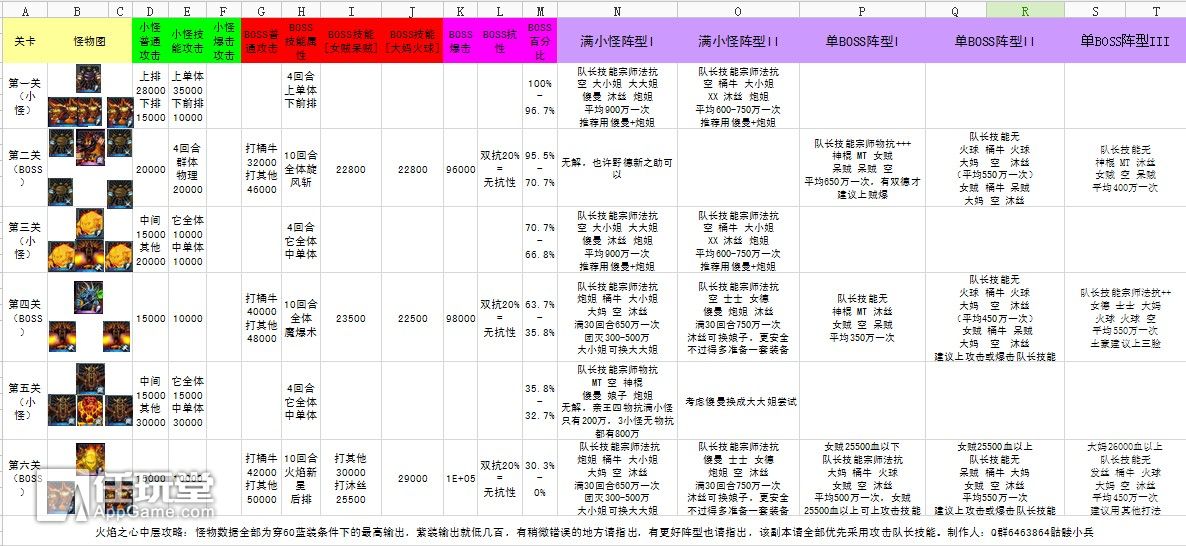 A B C D E F G H I J K L M N O P Q R S T
关卡
怪物图
小怪
普通
攻击
小怪技
能攻击
小怪
爆击
攻击
BOSS普
通攻击
BOSS
技能属
性
BOSS技能
[女贼呆贼]
BOSS技能
[大妈火球]
BOSS
爆击
BOSS抗
性
BOSS
百分
比
满小怪阵型I
满小怪阵型II
单BOSS阵型I
单BOSS阵型II
单BOSS阵型III
第一关
（小
怪）
上排
28000
下排
15000
上单体
35000
下前排
10000
4回合
上单体
下前排
100%
-
96.7%
队长技能宗师法抗
空 大小姐 大大姐
傻曼 沐丝 炮姐
平均900万一次
推荐用傻曼+炮姐
队长技能宗师法抗
空 桶牛 大小姐
XX 沐丝 炮姐
平均600-750万一次
推荐用傻曼+炮姐
第二关
（BOSS
）
20000
4回合
群体
物理
20000
打桶牛
32000
打其他
46000
10回合
全体旋
风斩
22800
22800
96000
双抗20%
=
无抗性
95.5%
-
70.7%
无解，也许野德新之助可
以
队长技能宗师物抗+++
神棍 MT 女贼
呆贼 呆贼 空
平均650万一次，有双德才
建议上贼爆
队长技能无
火球 桶牛 火球
大妈 空 沐丝
(平均550万一次)
女贼 桶牛 呆贼
大妈 空 沐丝
队长技能无
神棍 MT 沐丝
女贼 空 呆贼
平均400万一次
第三关
（小
怪）
中间
15000
其他
20000
它全体
10000
中单体
10000
4回合
它全体
中单体
70.7%
-
66.8%
队长技能宗师法抗
空 大小姐 大大姐
傻曼 沐丝 炮姐
平均900万一次
推荐用傻曼+炮姐
队长技能宗师法抗
空 桶牛 大小姐
XX 沐丝 炮姐
平均600-750万一次
推荐用傻曼+炮姐
第四关
（BOSS
）
15000
10000
打桶牛
40000
打其他
48000
10回合
全体
魔爆术
23500
22500
98000
双抗20%
=
无抗性
63.7%
-
35.8%
队长技能宗师法抗
炮姐 桶牛 大小姐
大妈 空 沐丝
满30回合650万一次
团灭300-500万
大小姐可换大大姐
队长技能宗师法抗
空 士士 女德
傻曼 炮姐 沐丝
满30回合750万一次
沐丝可换娘子，更安全
不过得多准备一套装备
队长技能无
神棍 MT 沐丝
女贼 空 呆贼
平均350万一次
队长技能无
火球 桶牛 火球
大妈 空 沐丝
(平均450万一次)
女贼 桶牛 呆贼
大妈 空 沐丝
建议上攻击或爆击队长技能
队长技能宗师法抗++
女德 士士 大妈
火球 火球 空
平均550万一次
建议上三脸
第五关
（小
怪）
中间
15000
其他
30000
它全体
15000
中单体
30000
4回合
它全体
中单体
35.8%
-
32.7%
队长技能宗师物抗
MT 空 神棍
傻曼 娘子 炮姐
无解，亲王四物抗满小怪
只有200万，3小怪无物抗
都有800万
考虑傻曼换成大大姐尝试
第六关
（BOSS
）
15000
10000
打桶牛
42000
打其他
50000
10回合
火焰新
星
后排
打其他
30000
打沐丝
25500
29000
1E+05
双抗20%
=
无抗性
30.3%
-
0%
队长技能宗师法抗
炮姐 桶牛 大小姐
大妈 空 沐丝
满30回合650万一次
团灭300-500万
大小姐可换大大姐
队长技能宗师法抗
傻曼 士士 女德
炮姐 空 沐丝
满30回合750万一次
沐丝可换娘子，更安全
不过得多准备一套装备
女贼25500血以下
队长技能宗师法抗
大妈 桶牛 火球
女贼 空 沐丝
平均500万一次，女贼
25500血以上可上攻击技能
女贼25500血以上
队长技能无
呆贼 桶牛 大妈
女贼 空 沐丝
平均550万一次
建议上攻击队长技能
大妈26000血以上
队长技能无
发丝 桶牛 火球
大妈 空 火球
平均450万一次
建议用其他打法
任玩堂
AppGame.com
火焰之心中层攻略：怪物数据全部为穿60蓝装条件下的最高输出，紫装输出就低几百，有稍微错误的地方请指出，有更好阵型也请指出，该副本请全部优先采用攻击队长技能。制作人：Q群6463864骷髅小兵